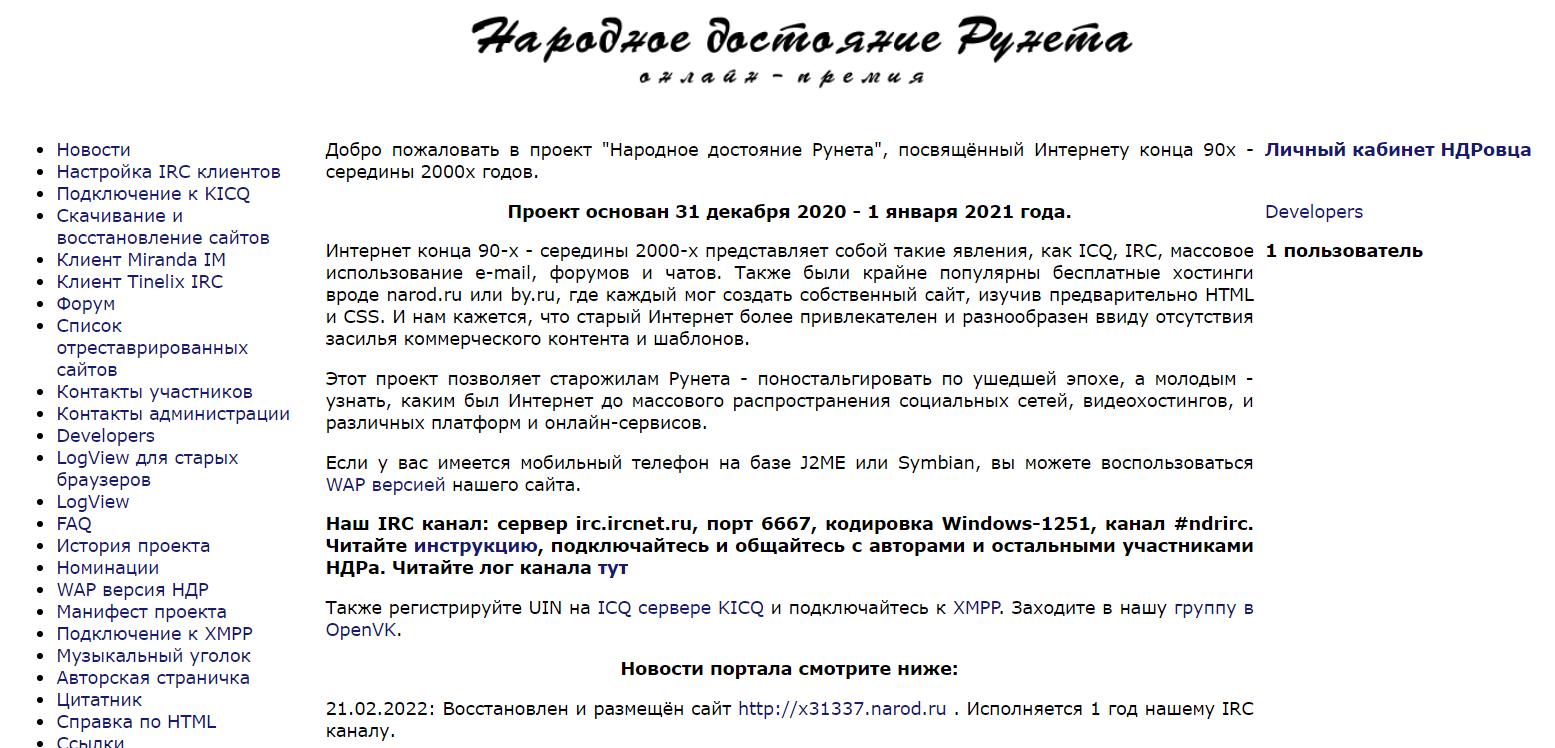 Народное достояние Рунета
онлайн-премия
Новости
Настройка IRC клиентов
Подключение к KICQ
Скачивание и
восстановление сайтов
Клиент Miranda IM
Клиент Tinelix IRC
Форум
Список
отреставрированных
сайтов
Контакты участников
Контакты администрации
Developers
LogView для старых
браузеров
LogView
FAQ
История проекта
Номинации
WAP версия НДР
Манифест проекта
Подключение к XMPP
Музыкальный уголок
Авторская страничка
Цитатник
Справка по HTML
Ссылки
Добро пожаловать в проект "Народное достояние Рунета", посвящённый Интернету конца 90х -
середины 2000х годов.
Проект основан 31 декабря 2020 - 1 января 2021 года.
Интернет конца 90-х - середины 2000-х представляет собой такие явления, как ICQ, IRC, массовое
использование e-mail, форумов и чатов. Также были крайне популярны бесплатные хостинги
вроде narod.ru или by.ru, где каждый мог создать собственный сайт, изучив предварительно HTML
и CSS. И нам кажется, что старый Интернет более привлекателен и разнообразен ввиду отсутствия
засилья коммерческого контента и шаблонов.
Этот проект позволяет старожилам Рунета - поностальгировать по ушедшей эпохе, а молодым -
узнать, каким был Интернет до массового распространения социальных сетей, видеохостингов, и
различных платформ и онлайн-сервисов.
Если у вас имеется мобильный телефон на базе J2ME или Symbian, вы можете воспользоваться
WAP версией нашего сайта.
Наш IRC канал: сервер irc.ircnet.ru, порт 6667, кодировка Windows-1251, канал #ndrirc.
Читайте инструкцию, подключайтесь и общайтесь с авторами и остальными участниками
НДРа. Читайте лог канала тут
Также регистрируйте UIN на ICQ сервере KICQ и подключайтесь к XMPP. Заходите в нашу группу в
OpenVK.
Новости портала смотрите ниже:
21.02.2022: Восстановлен и размещён сайт http://x31337.narod.ru . Исполняется 1 год нашему IRC
каналу.
Личный кабинет НДРовца
Developers
1 пользователь